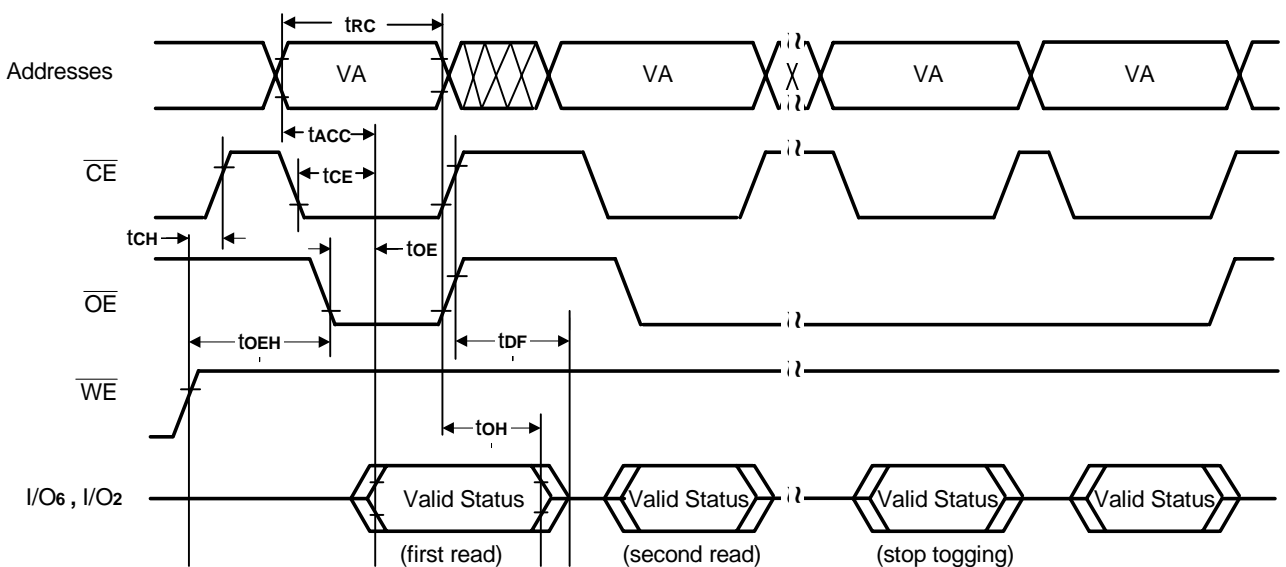 tRC
Addresses
VA
VA
X
VA
VA
tACC
CE
tCE
tCH
tOE
OE
tOEH
tDF
WE
tOH
I/O6 , I/O2
Valid Status
Valid Status
Valid Status
Valid Status
(first read)
(second read)
(stop togging)